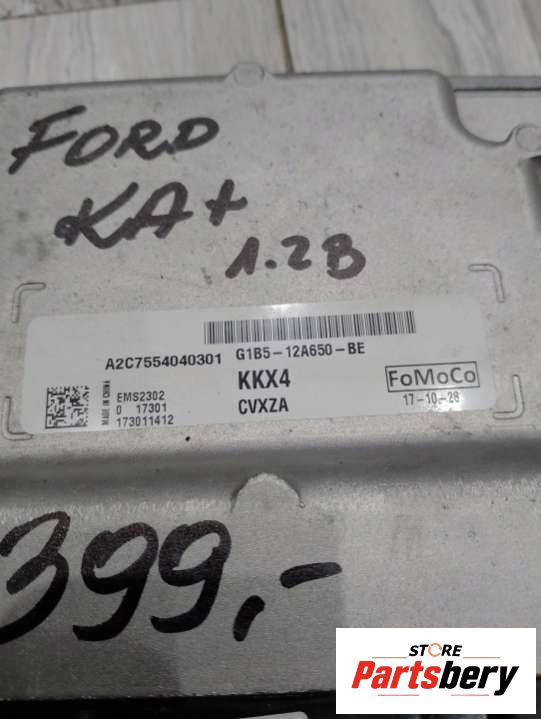 FORD
KA+
1.2B
A2C7554040301 G1B5-12A650-BE
KKX4
FoMoCo
MADE IN CHINA
EMS2302
0 17301
173011412
CVXZA
17-10-28
399,-
STORE
Partsbery